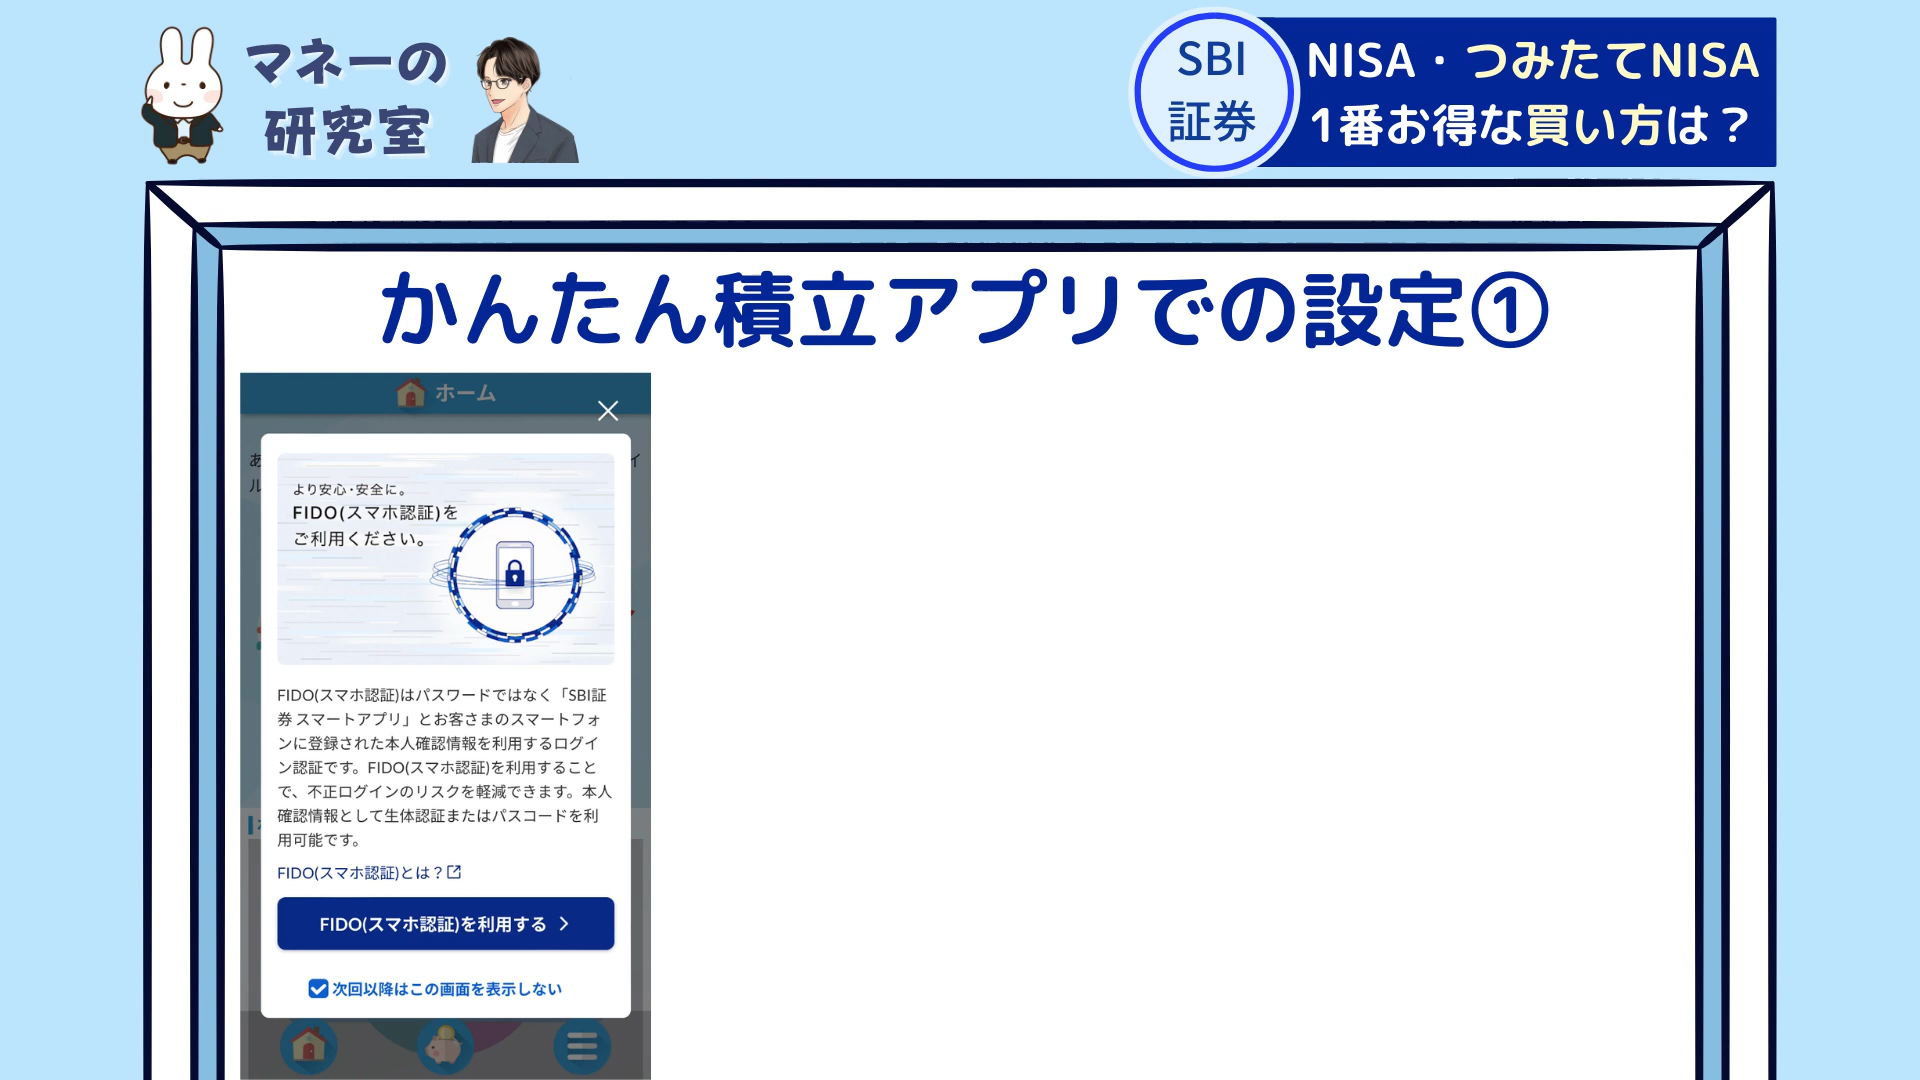 マネーの
研究室
SBI
証券
NISA・つみたてNISA
1番お得な買い方は？
かんたん積立アプリでの設定①
ホーム
あ
イ
ル
より安心・安全に。
FIDO(スマホ認証)を
ご利用ください。
FIDO(スマホ認証)はパスワードではなく「SBI証
券 スマートアプリ」とお客さまのスマートフォ
ンに登録された本人確認情報を利用するログイ
ン認証です。FIDO(スマホ認証)を利用すること
で、不正ログインのリスクを軽減できます。本人
確認情報として生体認証またはパスコードを利
用可能です。
FIDO(スマホ認証)とは？
FIDO(スマホ認証)を利用する
次回以降はこの画面を表示しない